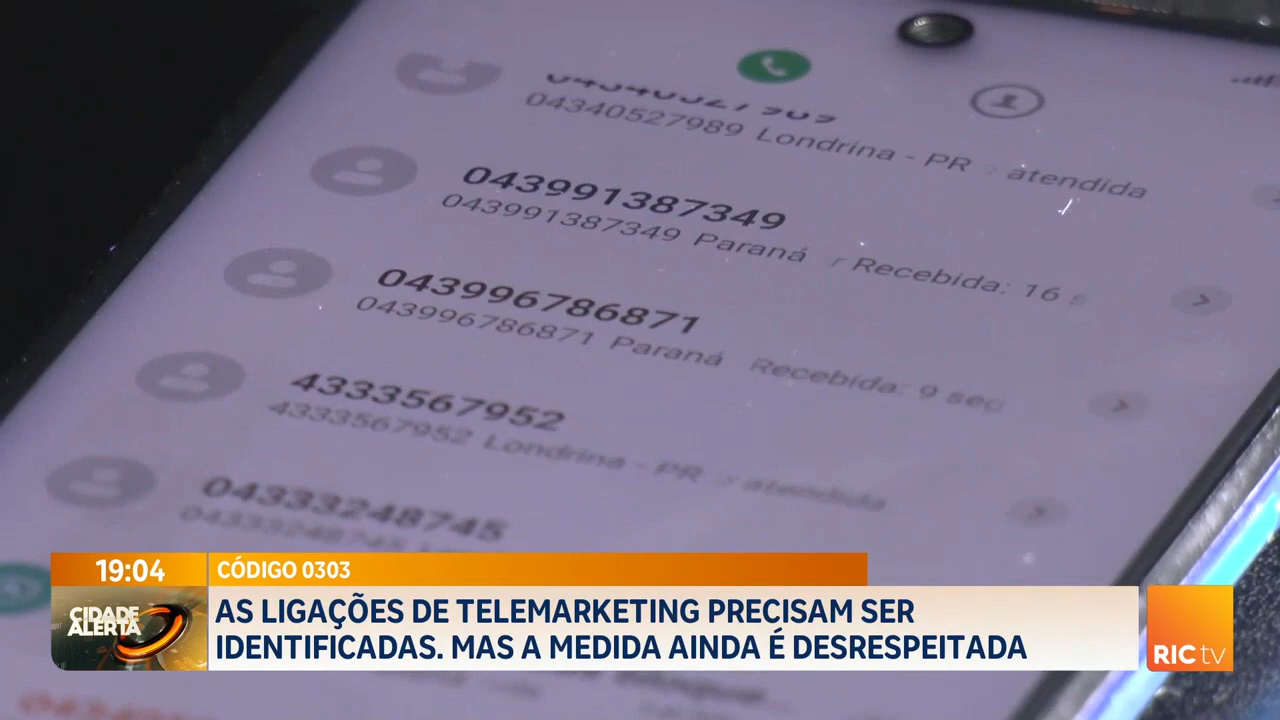 04340527989 Londrina - PR atendida
043991387349
043991387349 Paraná Recebida: 16 s
043996786871
043996786871 Paraná Recebida: 9 seg
4333567952
4333567952 Londrina - PR atendida
04333248745
04333248745
19:04
CÓDIGO 0303
CIDADE
ALERTA
AS LIGAÇÕES DE TELEMARKETING PRECISAM SER
IDENTIFICADAS. MAS A MEDIDA AINDA É DESRESPEITADA
RIC tv